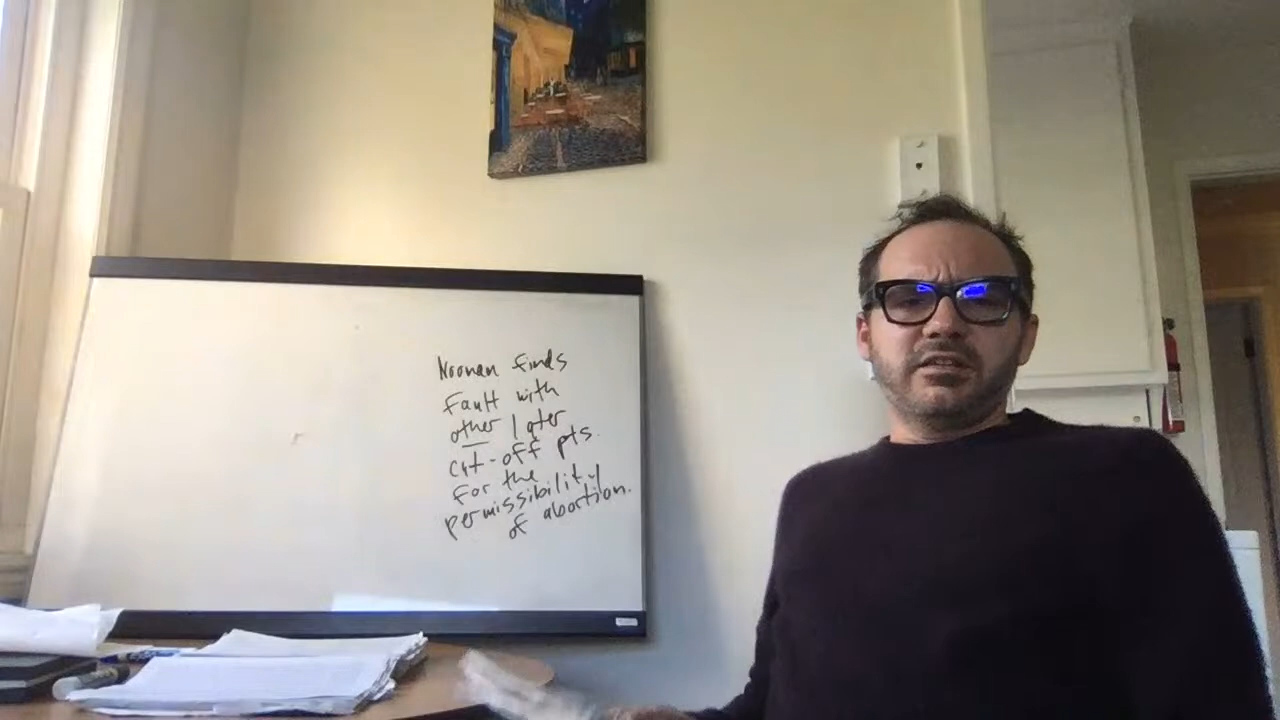 Noonan finds
fault with
other later
cut-off pts.
for the
permissibility
of abortion.